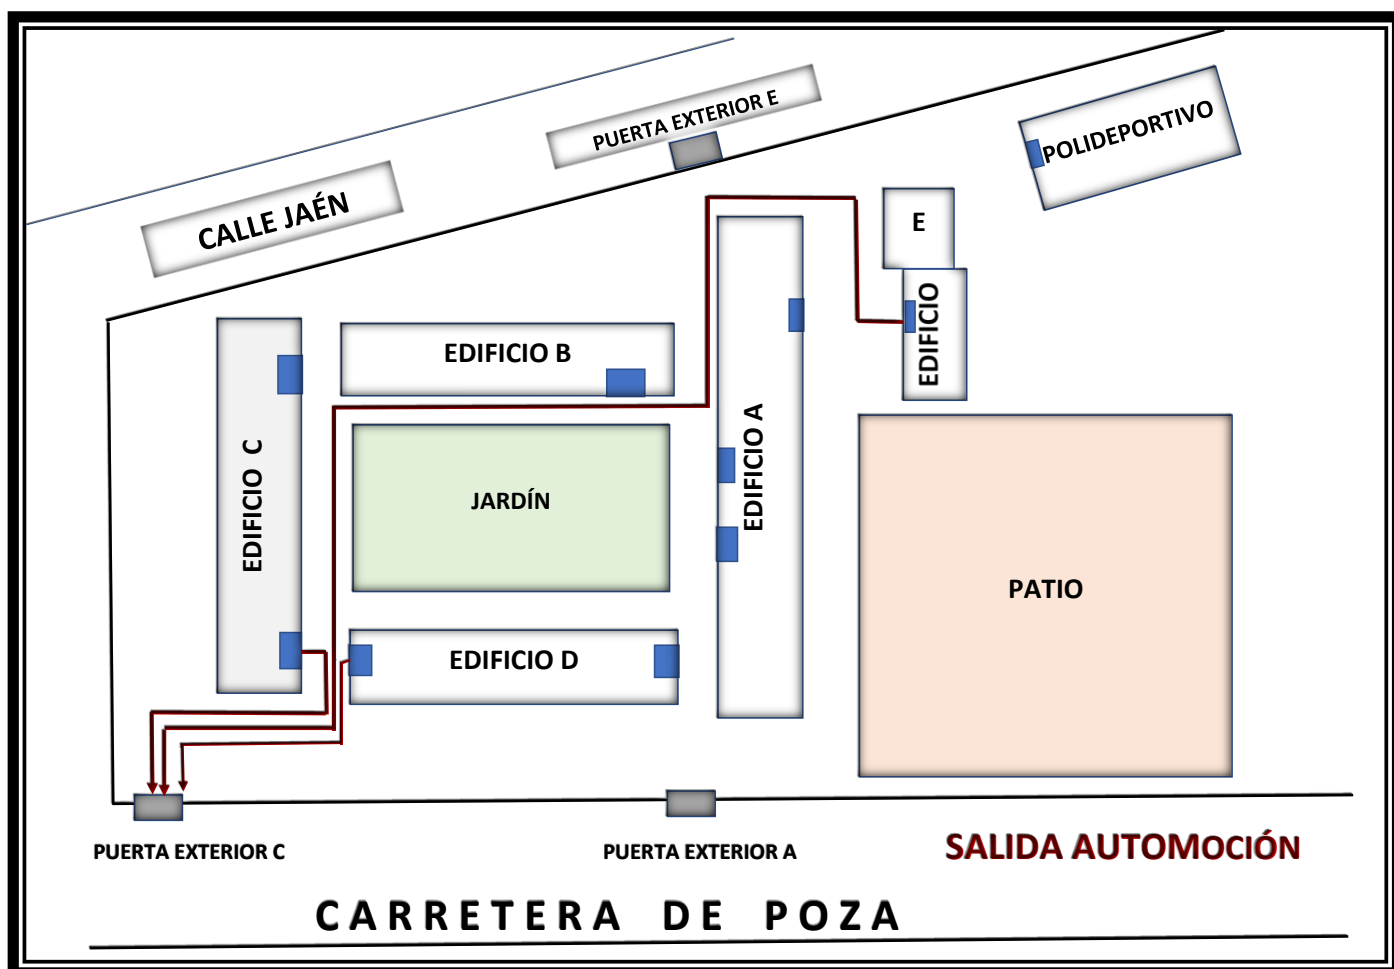 PUERTA EXTERIOR E
POLIDEPORTIVO
CALLE JAÉN
E
EDIFICIO
EDIFICIO B
EDIFICIO C
EDIFICIO A
JARDÍN
PATIO
EDIFICIO D
PUERTA EXTERIOR C
PUERTA EXTERIOR A
SALIDA AUTOMOCIÓN
CARRETERA DE POZA